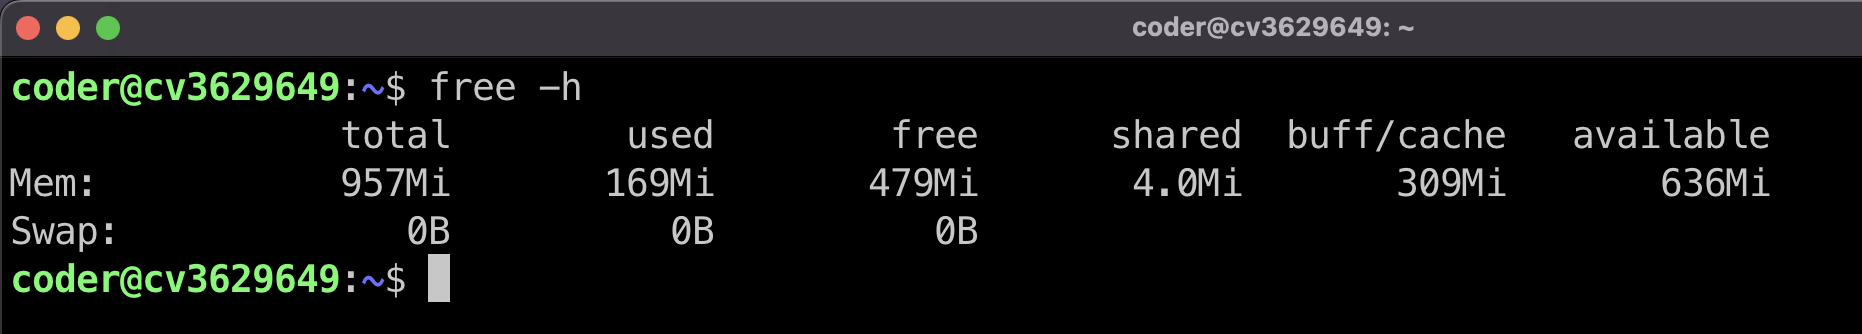 coder@cv3629649: ~
coder@cv3629649:~$ free -h
total used free shared buff/cache available
Mem: 957Mi 169Mi 479Mi 4.0Mi 309Mi 636Mi
Swap: 0B 0B 0B
coder@cv3629649:~$